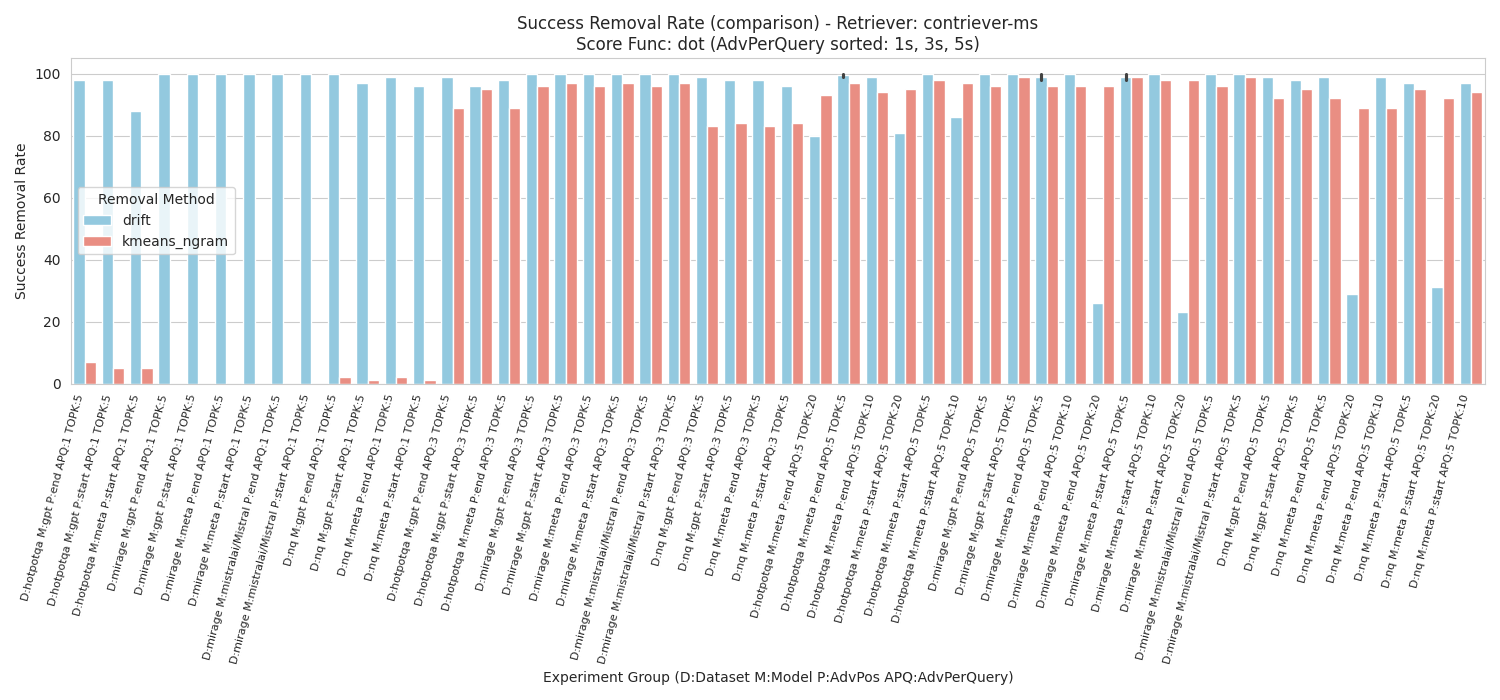 Success Removal Rate (comparison) - Retriever: contriever-ms
Score Func: dot (AdvPerQuery sorted: 1s, 3s, 5s)
Success Removal Rate
100
80
60
40
20
0
Removal Method
drift
kmeans_ngram
D:hotpotqa M:gpt P:end APQ:1 TOPK:5
D:hotpotqa M:gpt P:start APQ:1 TOPK:5
D:hotpotqa M:meta P:start APQ:1 TOPK:5
D:mirage M:gpt P:end APQ:1 TOPK:5
D:mirage M:gpt P:start APQ:1 TOPK:5
D:mirage M:meta P:end APQ:1 TOPK:5
D:mirage M:meta P:start APQ:1 TOPK:5
D:mirage M:mistralai/Mistral P:end APQ:1 TOPK:5
D:mirage M:mistralai/Mistral P:start APQ:1 TOPK:5
D:nq M:gpt P:end APQ:1 TOPK:5
D:nq M:gpt P:start APQ:1 TOPK:5
D:nq M:meta P:end APQ:1 TOPK:5
D:nq M:meta P:start APQ:1 TOPK:5
D:hotpotqa M:gpt P:end APQ:3 TOPK:5
D:hotpotqa M:gpt P:start APQ:3 TOPK:5
D:hotpotqa M:meta P:end APQ:3 TOPK:5
D:mirage M:gpt P:end APQ:3 TOPK:5
D:mirage M:gpt P:start APQ:3 TOPK:5
D:mirage M:meta P:end APQ:3 TOPK:5
D:mirage M:meta P:start APQ:3 TOPK:5
D:mirage M:mistralai/Mistral P:end APQ:3 TOPK:5
D:mirage M:mistralai/Mistral P:start APQ:3 TOPK:5
D:nq M:gpt P:end APQ:3 TOPK:5
D:nq M:gpt P:start APQ:3 TOPK:5
D:nq M:meta P:end APQ:3 TOPK:5
D:nq M:meta P:start APQ:3 TOPK:5
D:hotpotqa M:meta P:end APQ:5 TOPK:20
D:hotpotqa M:meta P:end APQ:5 TOPK:5
D:hotpotqa M:meta P:end APQ:5 TOPK:10
D:hotpotqa M:meta P:start APQ:5 TOPK:20
D:hotpotqa M:meta P:start APQ:5 TOPK:5
D:hotpotqa M:meta P:start APQ:5 TOPK:10
D:mirage M:gpt P:end APQ:5 TOPK:5
D:mirage M:gpt P:start APQ:5 TOPK:5
D:mirage M:meta P:end APQ:5 TOPK:5
D:mirage M:meta P:end APQ:5 TOPK:10
D:mirage M:meta P:end APQ:5 TOPK:20
D:mirage M:meta P:start APQ:5 TOPK:5
D:mirage M:meta P:start APQ:5 TOPK:10
D:mirage M:meta P:start APQ:5 TOPK:20
D:mirage M:mistralai/Mistral P:end APQ:5 TOPK:5
D:mirage M:mistralai/Mistral P:start APQ:5 TOPK:5
D:nq M:gpt P:end APQ:5 TOPK:5
D:nq M:gpt P:start APQ:5 TOPK:5
D:nq M:meta P:end APQ:5 TOPK:5
D:nq M:meta P:end APQ:5 TOPK:20
D:nq M:meta P:end APQ:5 TOPK:10
D:nq M:meta P:start APQ:5 TOPK:5
D:nq M:meta P:start APQ:5 TOPK:20
D:nq M:meta P:start APQ:5 TOPK:10
Experiment Group (D:Dataset M:Model P:AdvPos APQ:AdvPerQuery)